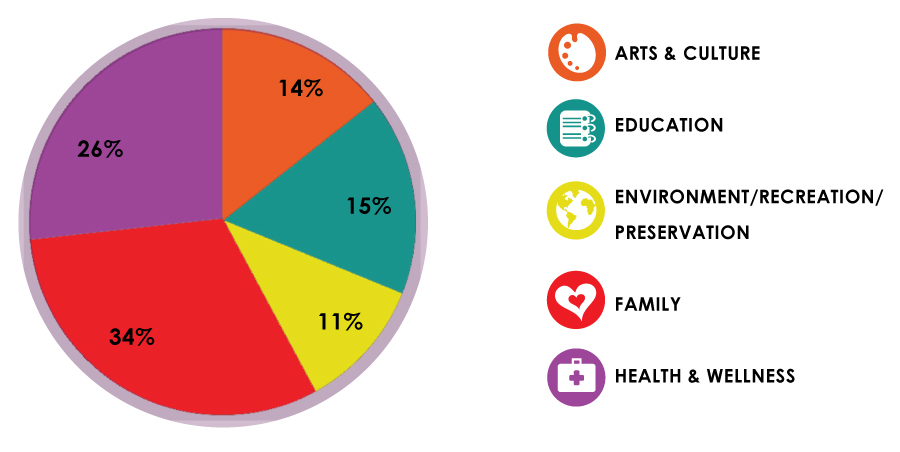 14%
15%
11%
34%
26%
ARTS & CULTURE
EDUCATION
ENVIRONMENT/RECREATION/
PRESERVATION
FAMILY
HEALTH & WELLNESS